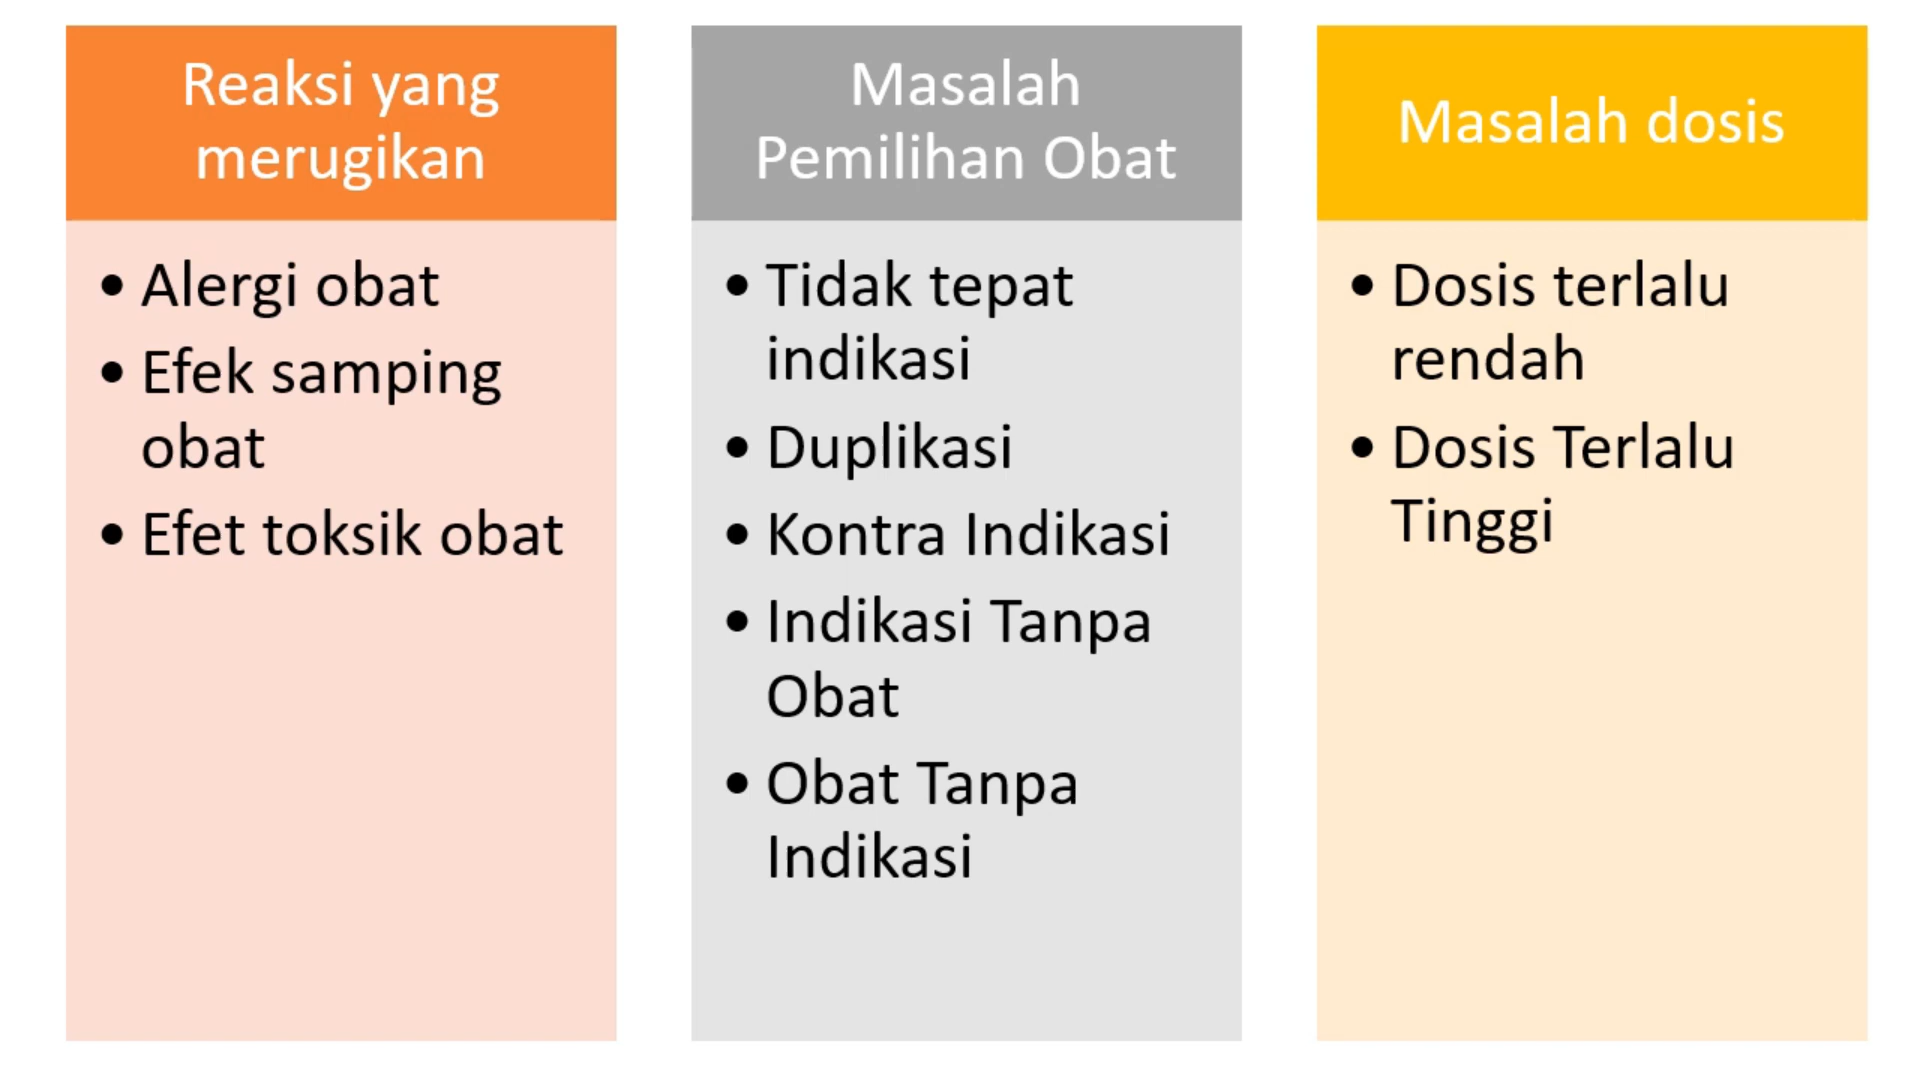 Reaksi yang
merugikan
• Alergi obat
• Efek samping
obat
• Efet toksik obat
Masalah
Pemilihan Obat
• Tidak tepat
indikasi
• Duplikasi
• Kontra Indikasi
• Indikasi Tanpa
Obat
• Obat Tanpa
Indikasi
Masalah dosis
• Dosis terlalu
rendah
• Dosis Terlalu
Tinggi